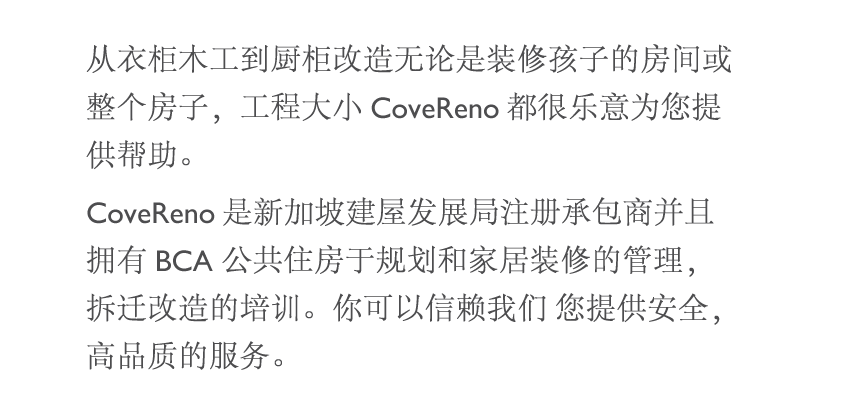 从衣柜木工到厨柜改造无论是装修孩子的房间或
整个房子，工程大小 CoveReno 都很乐意为您提
供帮助。
CoveReno 是新加坡建屋发展局注册承包商并且
拥有 BCA 公共住房于规划和家居装修的管理，
拆迁改造的培训。你可以信赖我们 您提供安全，
高品质的服务。